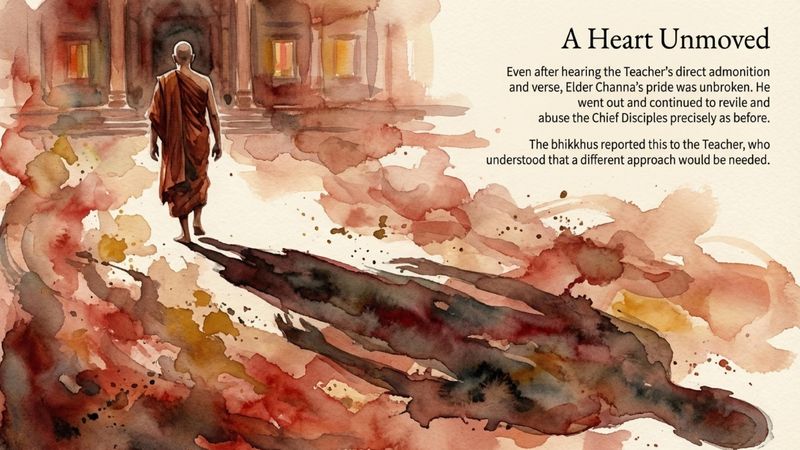 A Heart Unmoved
Even after hearing the Teacher's direct admonition
and verse, Elder Channa's pride was unbroken. He
went out and continued to revile and
abuse the Chief Disciples precisely as before.
The bhikkhus reported this to the Teacher, who
understood that a different approach would be needed.